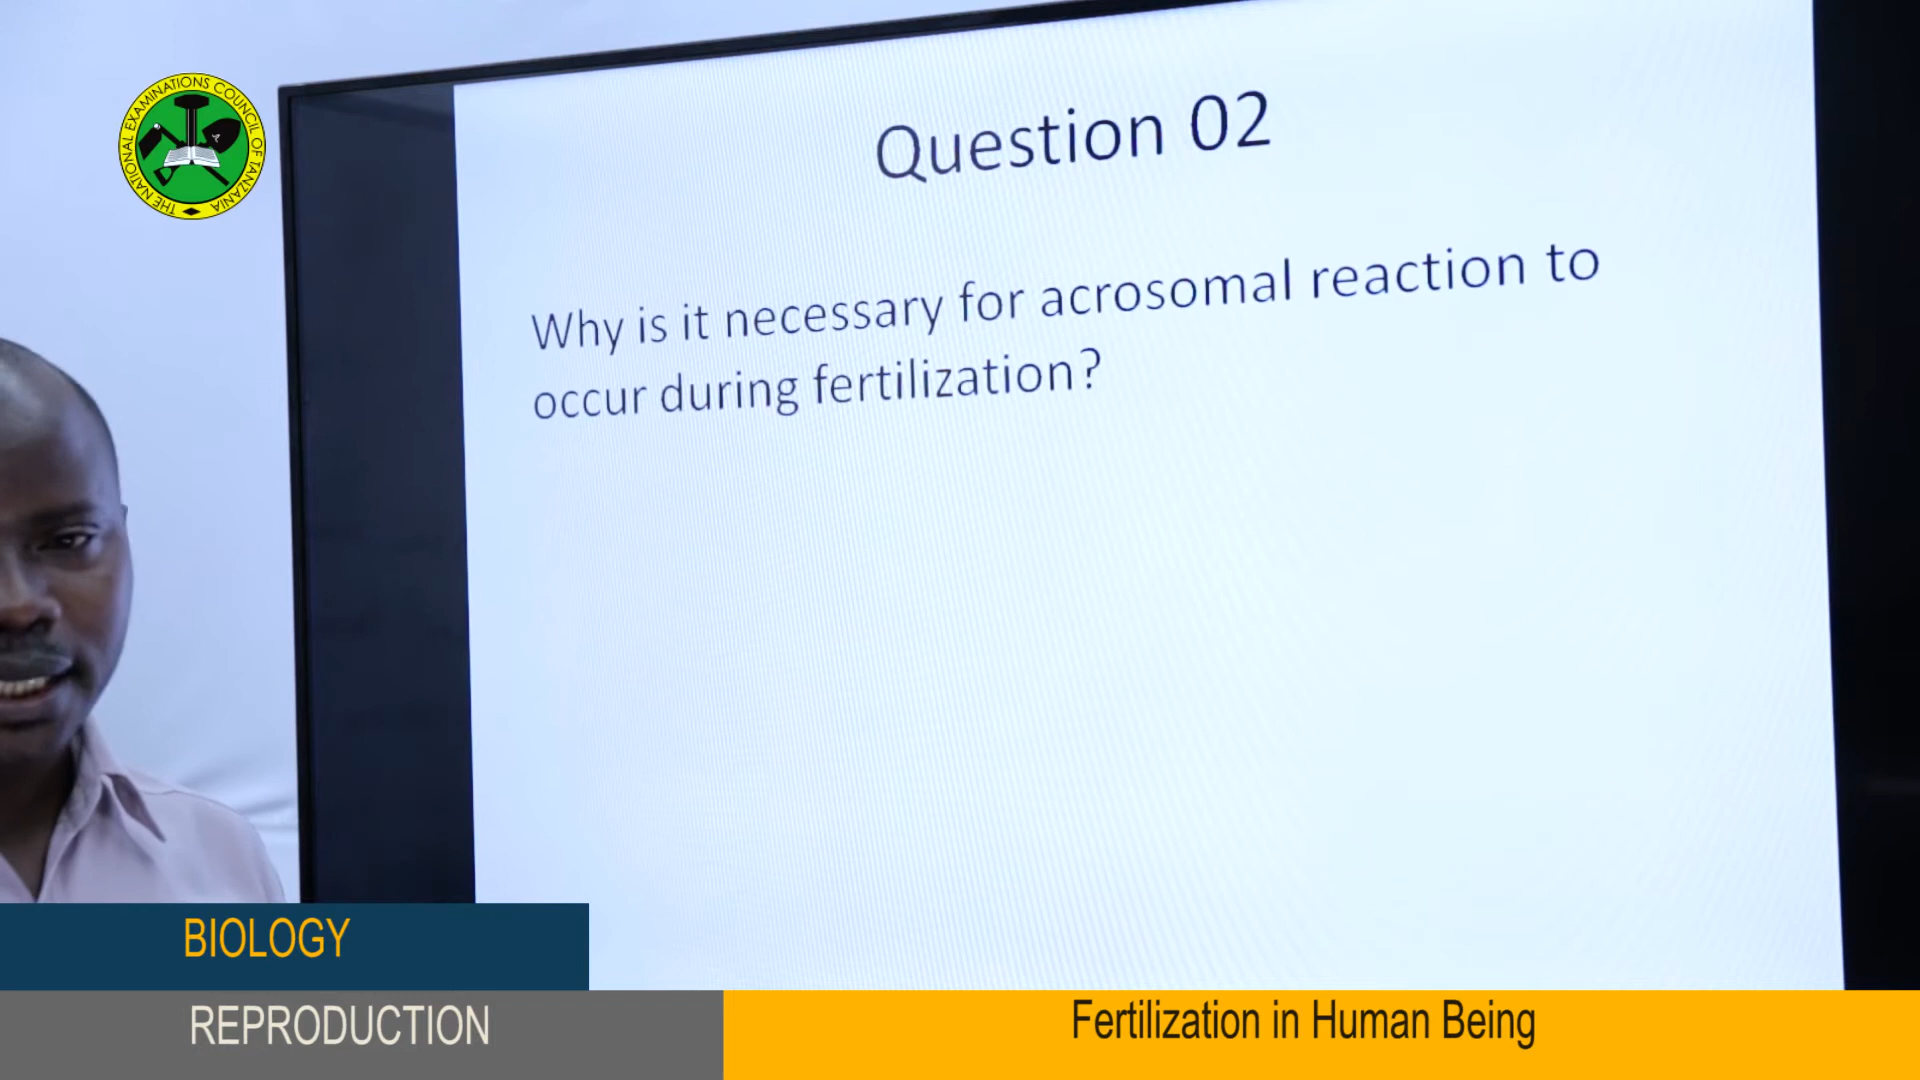 THE NATIONAL EXAMINATIONS COUNCIL OF TANZANIA
Question 02
Why is it necessary for acrosomal reaction to
occur during fertilization?
BIOLOGY
REPRODUCTION
Fertilization in Human Being